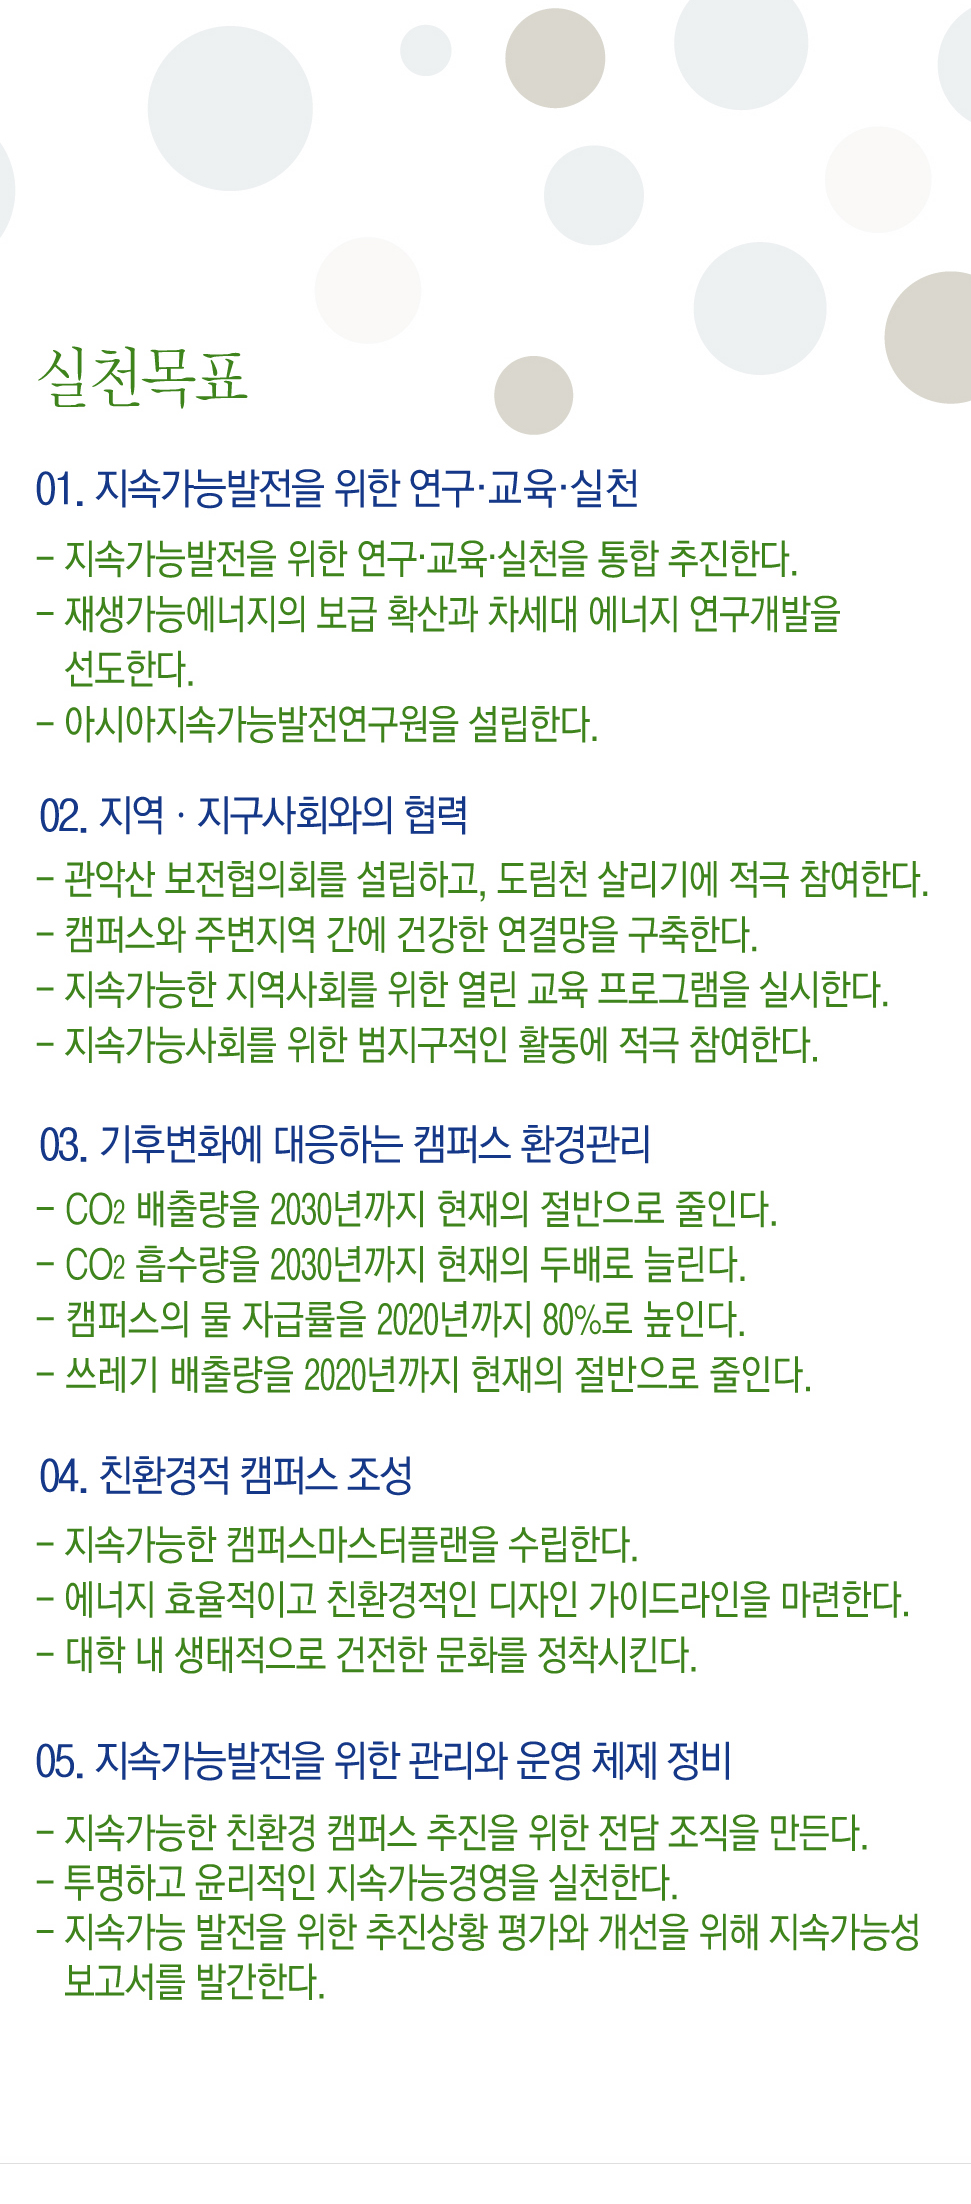 실천목표
01. 지속가능발전을 위한 연구·교육·실천
- 지속가능발전을 위한 연구·교육·실천을 통합 추진한다.
- 재생가능에너지의 보급 확산과 차세대 에너지 연구개발을
선도한다.
- 아시아지속가능발전연구원을 설립한다.
02. 지역 · 지구사회와의 협력
- 관악산 보전협의회를 설립하고, 도림천 살리기에 적극 참여한다.
- 캠퍼스와 주변지역 간에 건강한 연결망을 구축한다.
- 지속가능한 지역사회를 위한 열린 교육 프로그램을 실시한다.
- 지속가능사회를 위한 범지구적인 활동에 적극 참여한다.
03. 기후변화에 대응하는 캠퍼스 환경관리
- CO2 배출량을 2030년까지 현재의 절반으로 줄인다.
- CO2 흡수량을 2030년까지 현재의 두배로 늘린다.
- 캠퍼스의 물 자급률을 2020년까지 80%로 높인다.
- 쓰레기 배출량을 2020년까지 현재의 절반으로 줄인다.
04. 친환경적 캠퍼스 조성
- 지속가능한 캠퍼스마스터플랜을 수립한다.
- 에너지 효율적이고 친환경적인 디자인 가이드라인을 마련한다.
- 대학 내 생태적으로 건전한 문화를 정착시킨다.
05. 지속가능발전을 위한 관리와 운영 체제 정비
- 지속가능한 친환경 캠퍼스 추진을 위한 전담 조직을 만든다.
- 투명하고 윤리적인 지속가능경영을 실천한다.
- 지속가능 발전을 위한 추진상황 평가와 개선을 위해 지속가능성
보고서를 발간한다.